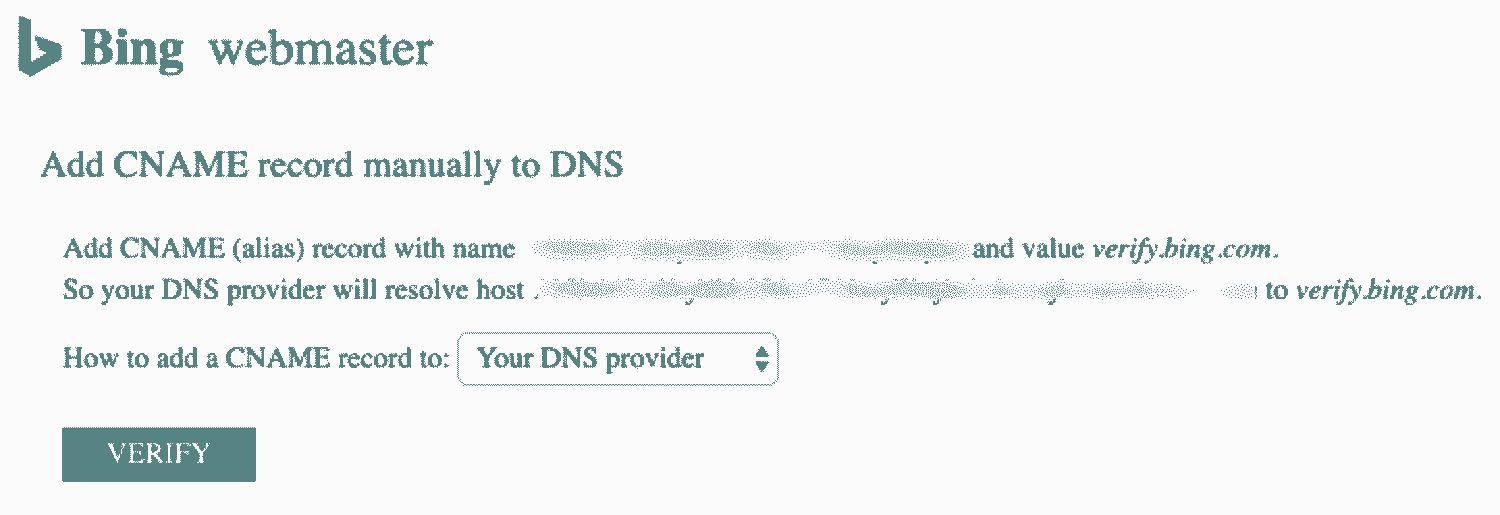 Bing webmaster
Add CNAME record manually to DNS
Add CNAME (alias) record with name and value verify.bing.com.
So your DNS provider will resolve host to verify.bing.com.
How to add a CNAME record to: Your DNS provider
VERIFY